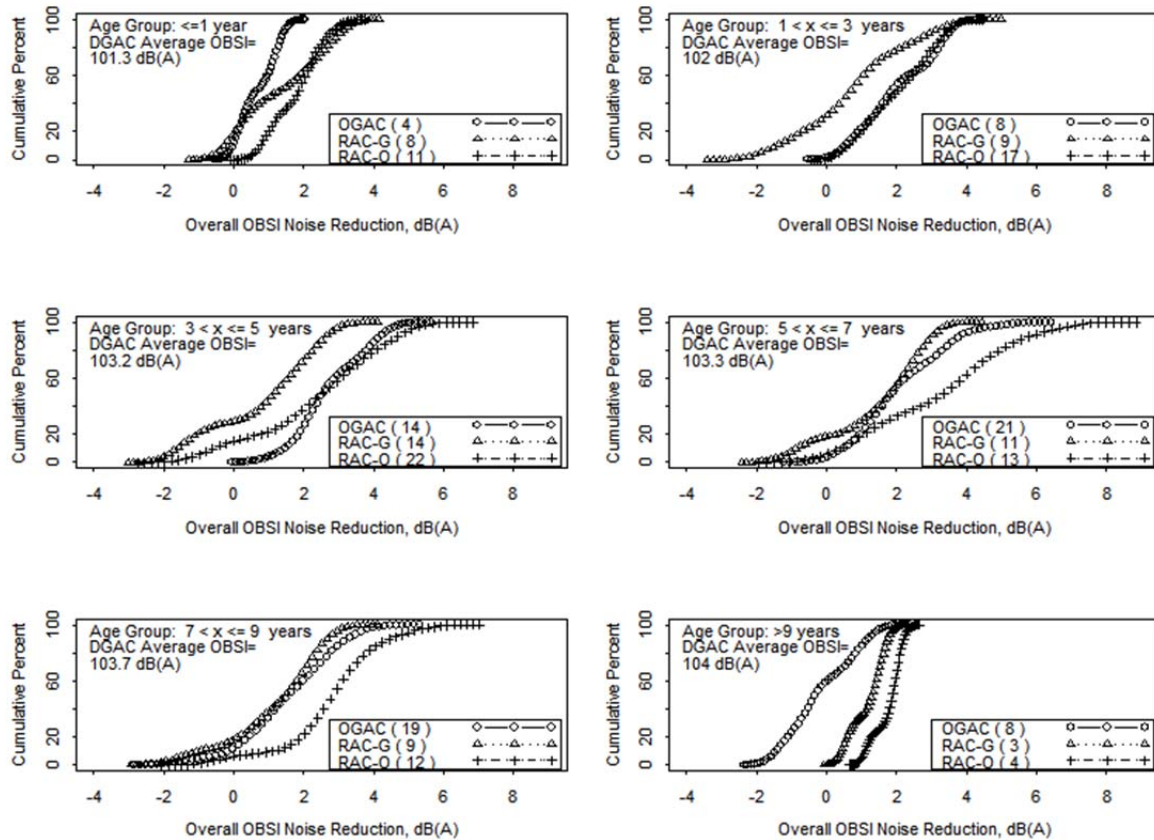 Cumulative Percent
0 20 60 100
Age Group: <=1 year
DGAC Average OBSI=
101.3 dB(A)
OGAC ( 4 )
RAC-G ( 8 )
RAC-O ( 11 )
-4 -2 0 2 4 6 8
Overall OBSI Noise Reduction, dB(A)
Cumulative Percent
0 20 60 100
Age Group: 1 < x <= 3 years
DGAC Average OBSI=
102 dB(A)
OGAC ( 8 )
RAC-G ( 9 )
RAC-O ( 17 )
-4 -2 0 2 4 6 8
Overall OBSI Noise Reduction, dB(A)
Cumulative Percent
0 20 60 100
Age Group: 3 < x <= 5 years
DGAC Average OBSI=
103.2 dB(A)
OGAC ( 14 )
RAC-G ( 14 )
RAC-O ( 22 )
-4 -2 0 2 4 6 8
Overall OBSI Noise Reduction, dB(A)
Cumulative Percent
0 20 60 100
Age Group: 5 < x <= 7 years
DGAC Average OBSI=
103.3 dB(A)
OGAC ( 21 )
RAC-G ( 11 )
RAC-O ( 13 )
-4 -2 0 2 4 6 8
Overall OBSI Noise Reduction, dB(A)
Cumulative Percent
0 20 60 100
Age Group: 7 < x <= 9 years
DGAC Average OBSI=
103.7 dB(A)
OGAC ( 19 )
RAC-G ( 9 )
RAC-O ( 12 )
-4 -2 0 2 4 6 8
Overall OBSI Noise Reduction, dB(A)
Cumulative Percent
0 20 60 100
Age Group: >9 years
DGAC Average OBSI=
104 dB(A)
OGAC ( 8 )
RAC-G ( 3 )
RAC-O ( 4 )
-4 -2 0 2 4 6 8
Overall OBSI Noise Reduction, dB(A)